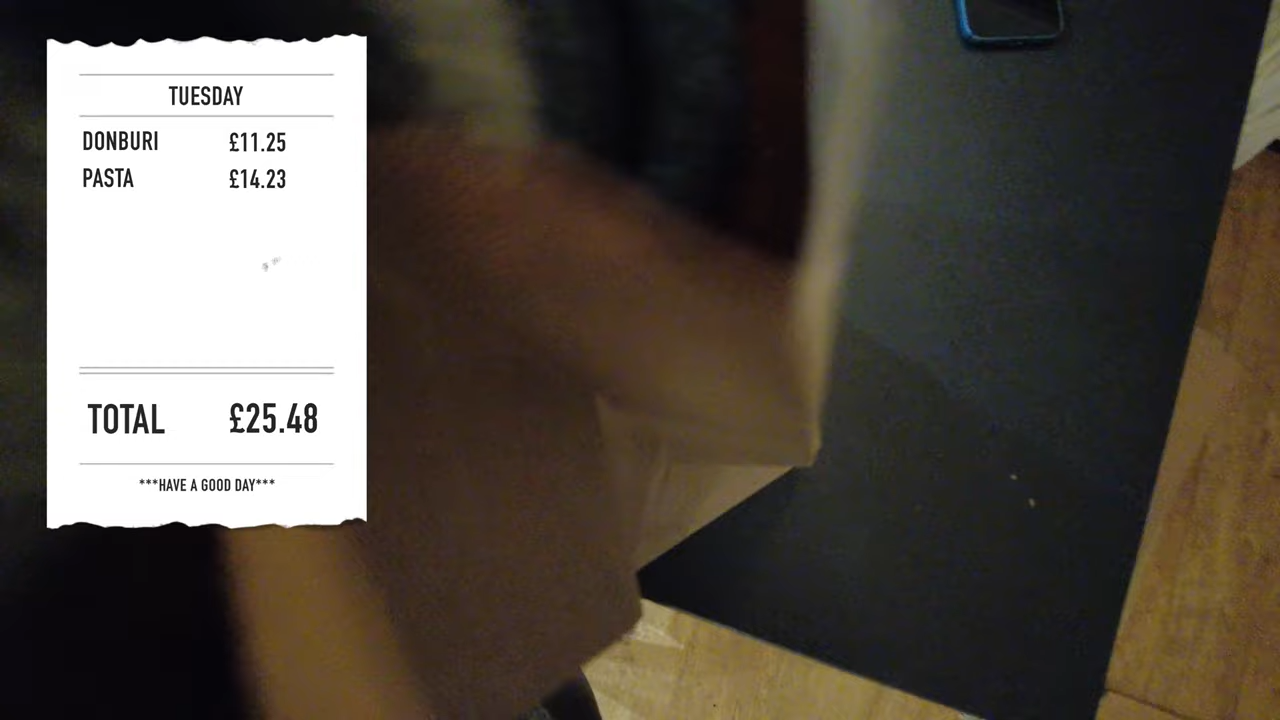 TUESDAY
DONBURI £11.25
PASTA £14.23
TOTAL £25.48
***HAVE A GOOD DAY***